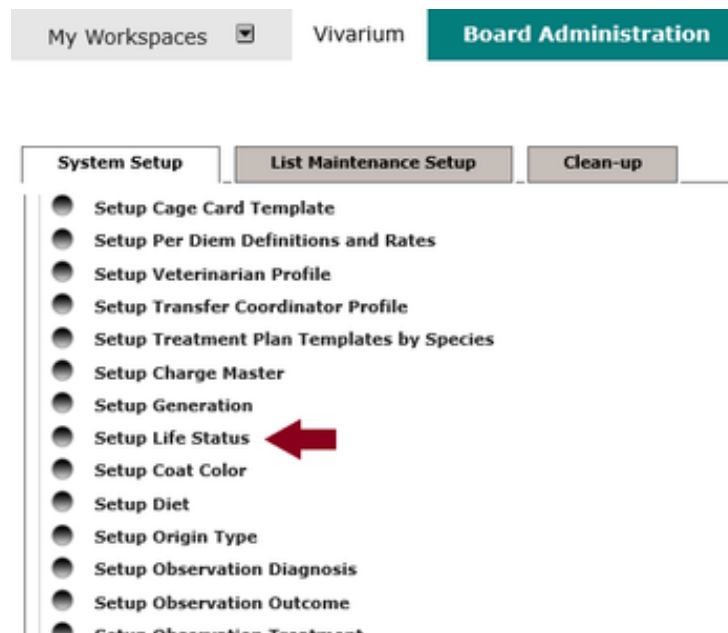 My Workspaces Vivarium Board Administration
System Setup List Maintenance Setup Clean-up
Setup Cage Card Template
Setup Per Diem Definitions and Rates
Setup Veterinarian Profile
Setup Transfer Coordinator Profile
Setup Treatment Plan Templates by Species
Setup Charge Master
Setup Generation
Setup Life Status
Setup Coat Color
Setup Diet
Setup Origin Type
Setup Observation Diagnosis
Setup Observation Outcome
Setup Observation Treatment